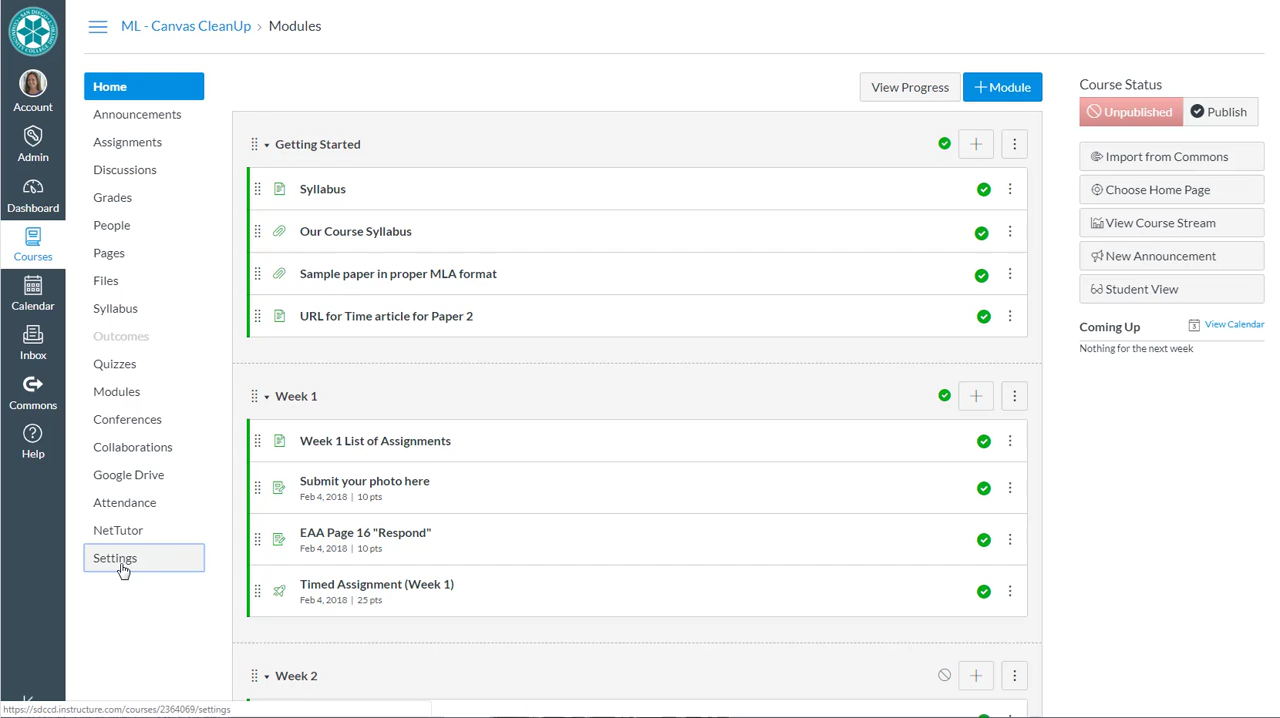 ML - Canvas CleanUp › Modules
Account
Admin
Dashboard
Courses
Calendar
Inbox
Commons
Help
Home
Announcements
Assignments
Discussions
Grades
People
Pages
Files
Syllabus
Outcomes
Quizzes
Modules
Conferences
Collaborations
Google Drive
Attendance
NetTutor
Settings
View Progress
+ Module
Getting Started
Syllabus
Our Course Syllabus
Sample paper in proper MLA format
URL for Time article for Paper 2
Week 1
Week 1 List of Assignments
Submit your photo here
Feb 4, 2018 | 10 pts
EAA Page 16 "Respond"
Feb 4, 2018 | 10 pts
Timed Assignment (Week 1)
Feb 4, 2018 | 25 pts
Week 2
Course Status
Unpublished
Publish
Import from Commons
Choose Home Page
View Course Stream
New Announcement
Student View
Coming Up
3 View Calendar
Nothing for the next week
https://sdccd.instructure.com/courses/2364069/settings